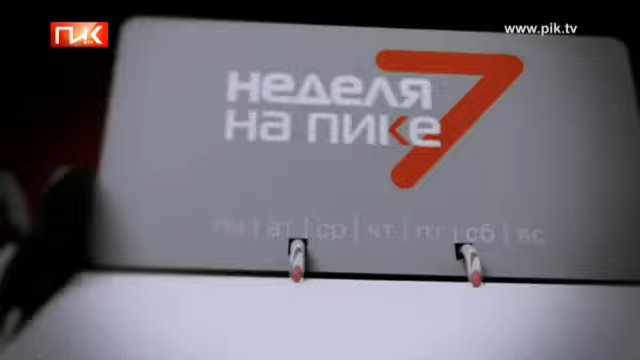 ПИК
www.pik.tv
неделя 7
на пике
пн | вт | ср | чт | пт | сб | вс